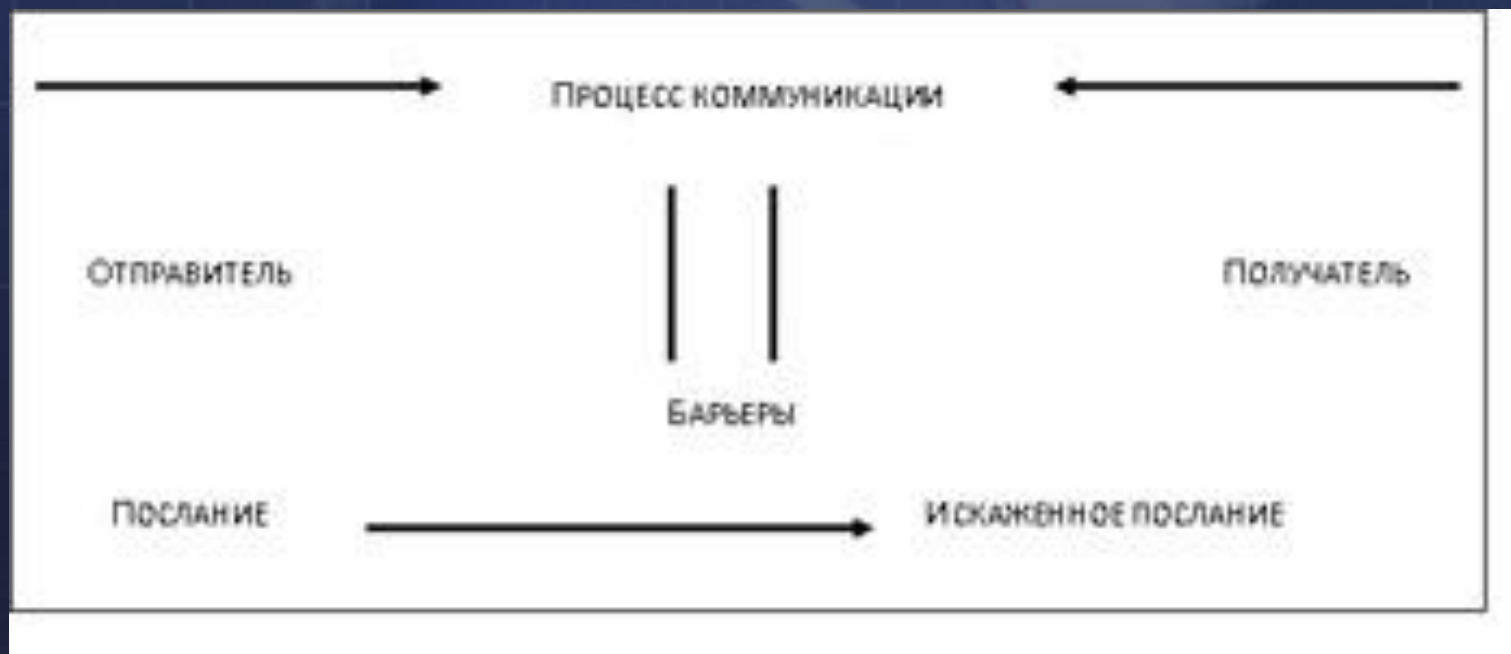 Процесс коммуникации
Отправитель
Получатель
Барьеры
Послание
Искаженное послание